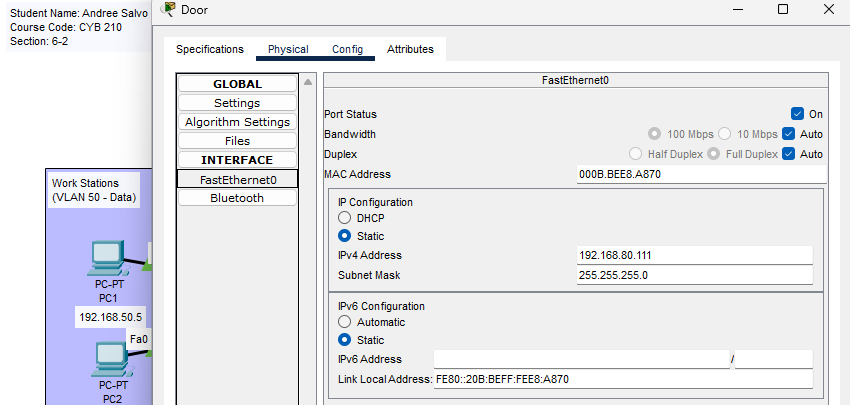 Student Name: Andree Salvo
Course Code: CYB 210
Section: 6-2
Door
Specifications Physical Config Attributes
GLOBAL
Settings
Algorithm Settings
Files
INTERFACE
FastEthernet0
Bluetooth
FastEthernet0
Port Status On
Bandwidth 100 Mbps 10 Mbps Auto
Duplex Half Duplex Full Duplex Auto
MAC Address 000B.BEE8.A870
IP Configuration
DHCP
Static
IPv4 Address 192.168.80.111
Subnet Mask 255.255.255.0
IPv6 Configuration
Automatic
Static
IPv6 Address /
Link Local Address: FE80::20B:BEFF:FEE8:A870
Work Stations
(VLAN 50 - Data)
PC-PT
PC1
192.168.50.5
Fa0
PC-PT
PC2